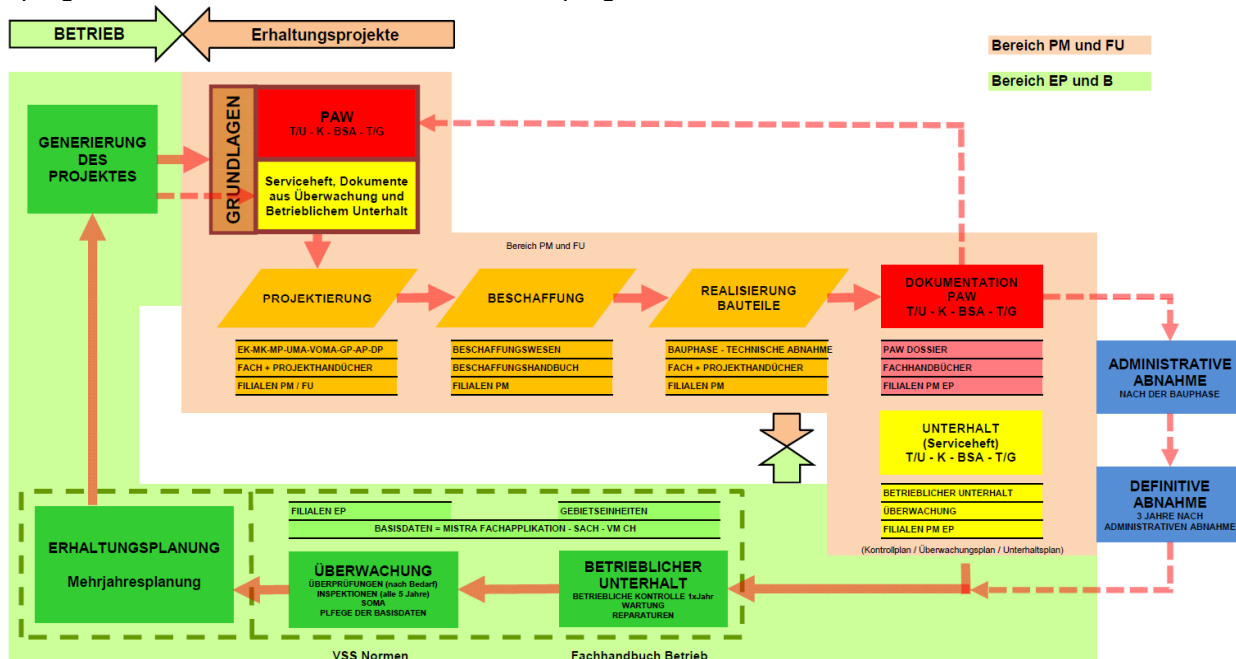 BETRIEB
Erhaltungsprojekte
Bereich PM und FU
Bereich EP und B
GENERIERUNG
DES
PROJEKTES
GRUNDLAGEN
PAW
T/U - K - BSA - T/G
Serviceheft, Dokumente
aus Überwachung und
Betrieblichem Unterhalt
Bereich PM und FU
PROJEKTIERUNG
EK-MK-MP-UMA-VOMA-GP-AP-DP
FACH + PROJEKTHANDÜCHER
FILIALEN PM / FU
BESCHAFFUNG
BESCHAFFUNGSWESEN
BESCHAFFUNGSHANDBUCH
FILIALEN PM
REALISIERUNG
BAUTEILE
BAUPHASE - TECHNISCHE ABNAHME
FACH + PROJEKTHANDÜCHER
FILIALEN PM
DOKUMENTATION
PAW
T/U - K - BSA - T/G
PAW DOSSIER
FACHHANDBÜCHER
FILIALEN PM EP
ADMINISTRATIVE
ABNAHME
NACH DER BAUPHASE
UNTERHALT
(Serviceheft)
T/U - K - BSA - T/G
BETRIEBLICHER UNTERHALT
ÜBERWACHUNG
FILIALEN PM EP
(Kontrollplan / Überwachungsplan / Unterhaltsplan)
DEFINITIVE
ABNAHME
3 JAHRE NACH
ADMINISTRATIVEN ABNAHME
FILIALEN EP
GEBIETSEINHEITEN
BASISDATEN = MISTRA FACHAPPLIKATION - SACH - VM CH
ERHALTUNGSPLANUNG
Mehrjahresplanung
ÜBERWACHUNG
ÜBERPRÜFUNGEN (nach Bedarf)
INSPEKTIONEN (alle 5 Jahre)
SOMA
PLFEGE DER BASISDATEN
BETRIEBLICHER
UNTERHALT
BETRIEBLICHE KONTROLLE 1xJahr
WARTUNG
REPARATUREN
VSS Normen
Fachhandbuch Betrieb